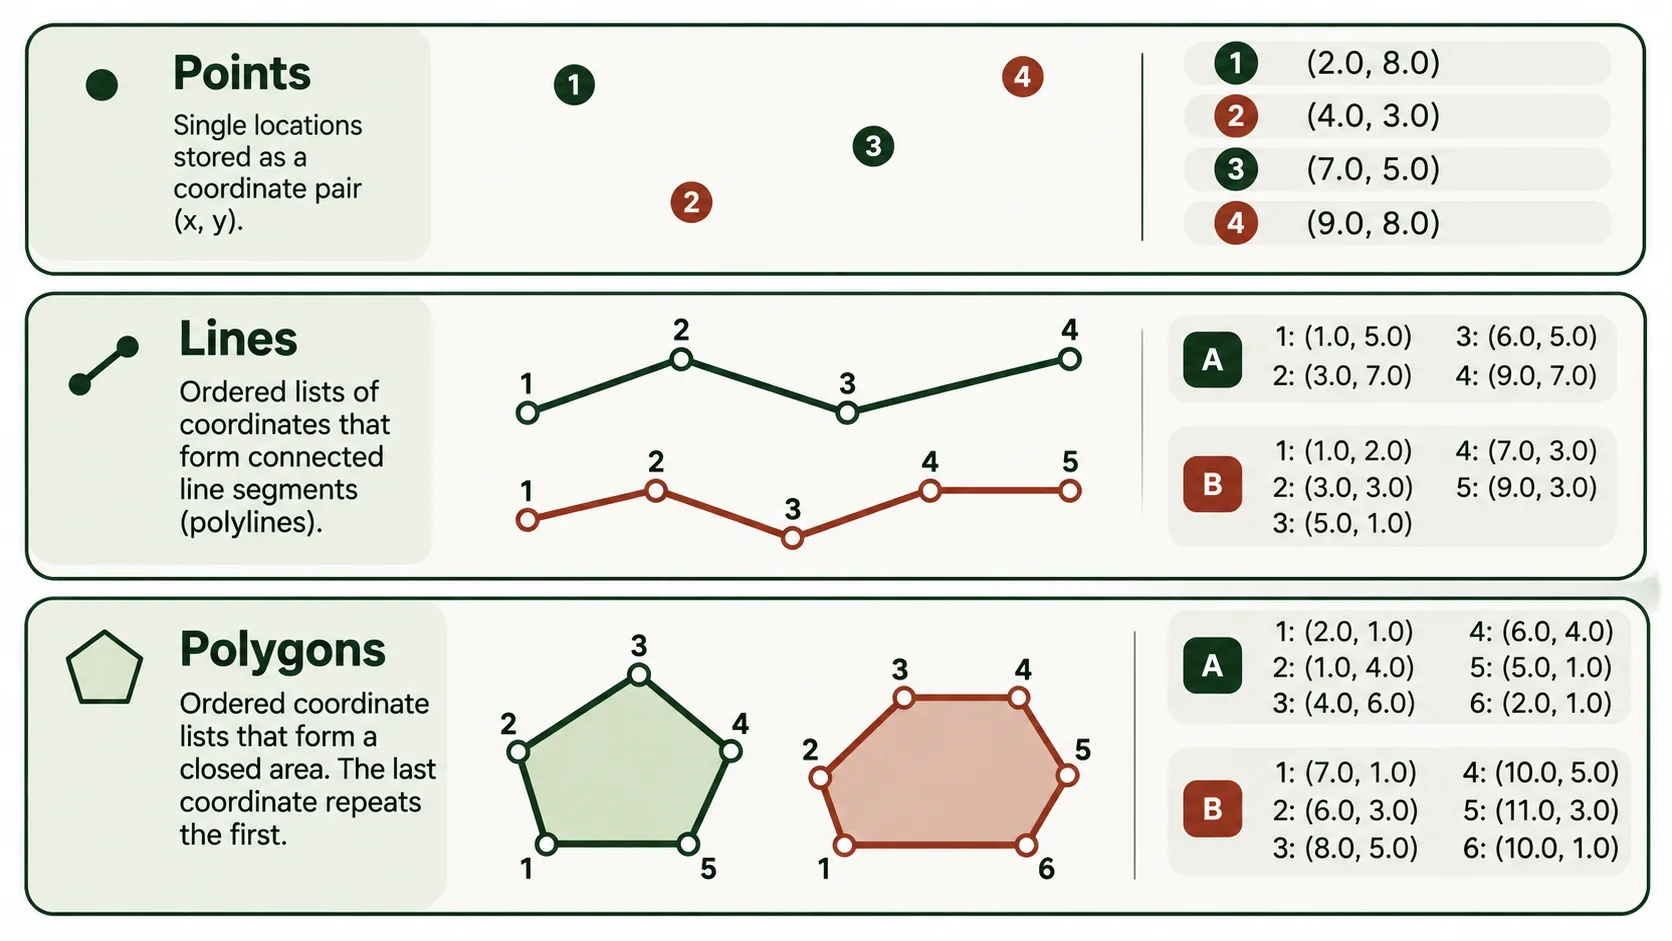 Points
Single locations
stored as a
coordinate pair
(x, y).
1
2
3
4
1 (2.0, 8.0)
2 (4.0, 3.0)
3 (7.0, 5.0)
4 (9.0, 8.0)
Lines
Ordered lists of
coordinates that
form connected
line segments
(polylines).
1 2 3 4
1 2 3 4 5
A
1: (1.0, 5.0) 3: (6.0, 5.0)
2: (3.0, 7.0) 4: (9.0, 7.0)
B
1: (1.0, 2.0) 4: (7.0, 3.0)
2: (3.0, 3.0) 5: (9.0, 3.0)
3: (5.0, 1.0)
Polygons
Ordered coordinate
lists that form a
closed area. The last
coordinate repeats
the first.
1 2 3 4 5
1 2 3 4 5 6
A
1: (2.0, 1.0) 4: (6.0, 4.0)
2: (1.0, 4.0) 5: (5.0, 1.0)
3: (4.0, 6.0) 6: (2.0, 1.0)
B
1: (7.0, 1.0) 4: (10.0, 5.0)
2: (6.0, 3.0) 5: (11.0, 3.0)
3: (8.0, 5.0) 6: (10.0, 1.0)